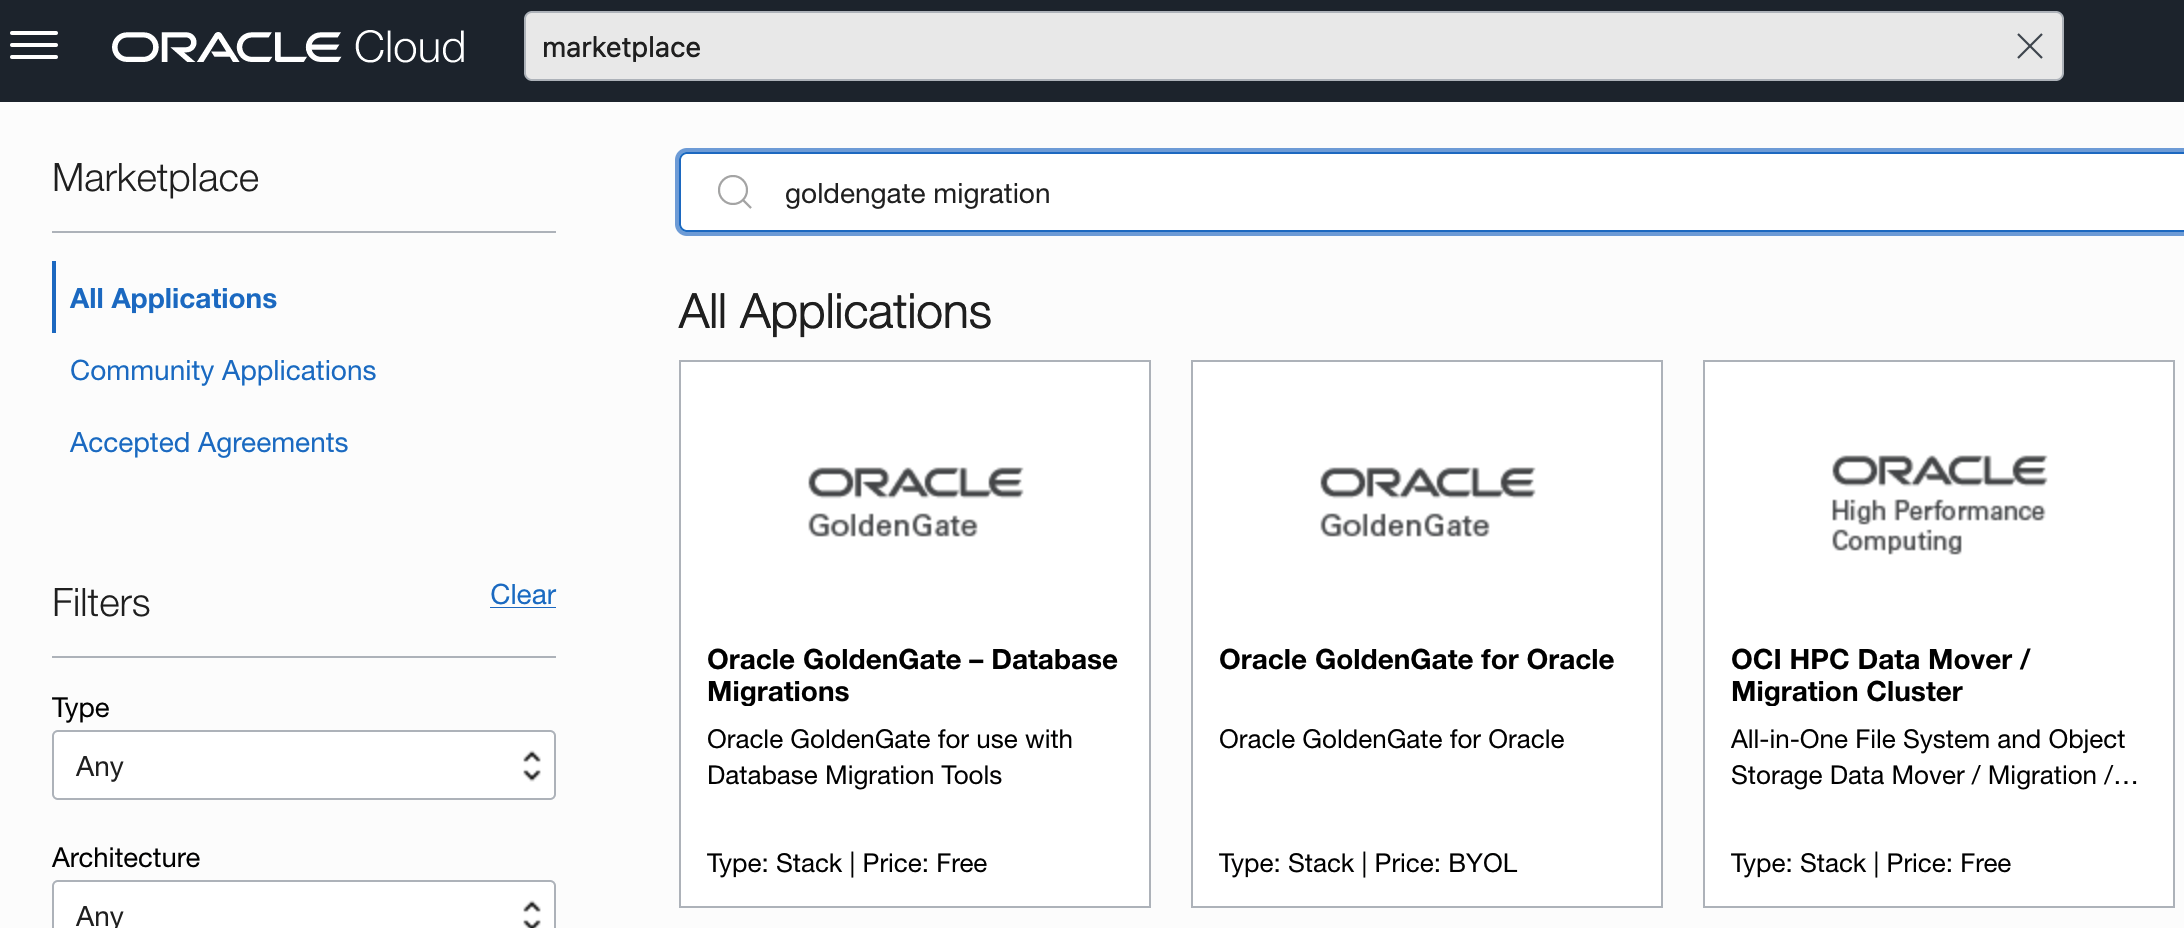 ORACLE Cloud
marketplace
Marketplace
goldengate migration
All Applications
Community Applications
Accepted Agreements
Filters
Clear
Type
Any
Architecture
Any
All Applications
ORACLE
GoldenGate
Oracle GoldenGate – Database
Migrations
Oracle GoldenGate for use with
Database Migration Tools
Type: Stack | Price: Free
ORACLE
GoldenGate
Oracle GoldenGate for Oracle
Oracle GoldenGate for Oracle
Type: Stack | Price: BYOL
ORACLE
High Performance
Computing
OCI HPC Data Mover /
Migration Cluster
All-in-One File System and Object
Storage Data Mover / Migration /…
Type: Stack | Price: Free